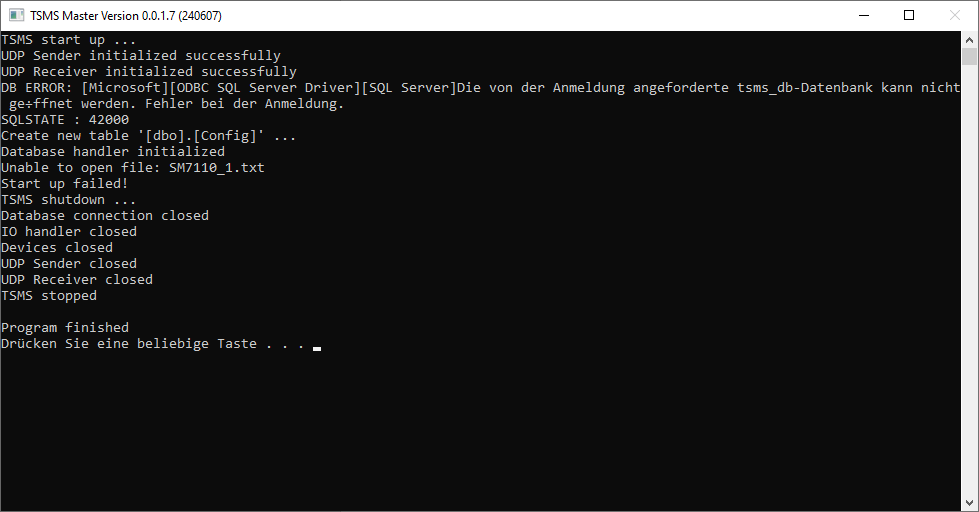 TSMS Master Version 0.0.1.7 (240607)
TSMS start up ...
UDP Sender initialized successfully
UDP Receiver initialized successfully
DB ERROR: [Microsoft][ODBC SQL Server Driver][SQL Server]Die von der Anmeldung angeforderte tsms_db-Datenbank kann nicht
ge÷ffnet werden. Fehler bei der Anmeldung.
SQLSTATE : 42000
Create new table '[dbo].[Config]' ...
Database handler initialized
Unable to open file: SM7110_1.txt
Start up failed!
TSMS shutdown ...
Database connection closed
IO handler closed
Devices closed
UDP Sender closed
UDP Receiver closed
TSMS stopped
Program finished
Drücken Sie eine beliebige Taste . . .